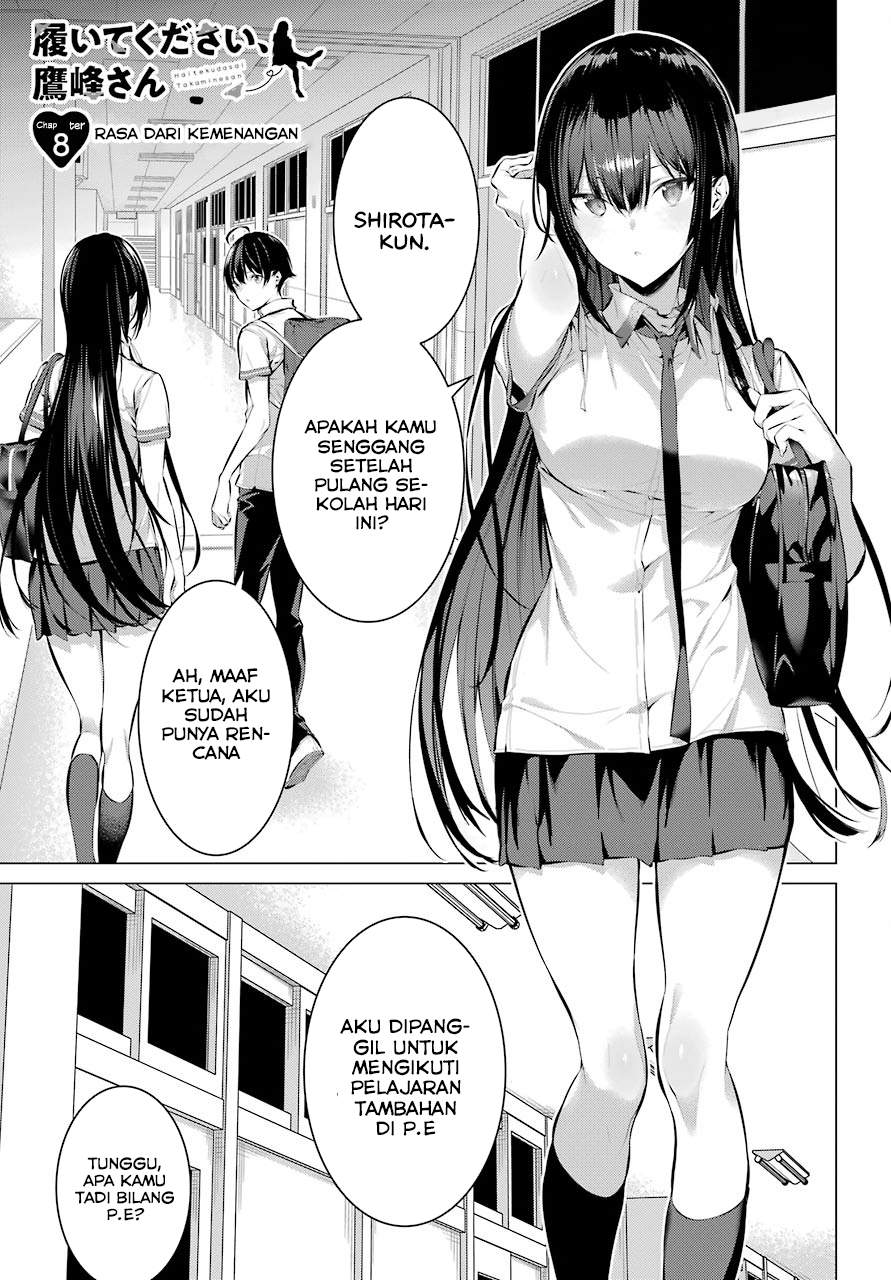 履いてください、
鷹峰さん
Haitekudasai
Takaminesan
Chapter
8
RASA DARI KEMENANGAN
SHIROTA-
KUN.
APAKAH KAMU
SENGGANG
SETELAH
PULANG SE-
KOLAH HARI
INI?
AH, MAAF
KETUA, AKU
SUDAH
PUNYA REN-
CANA
AKU DIPANG-
GIL UNTUK
MENGIKUTI
PELAJARAN
TAMBAHAN
DI P.E
TUNGGU,
APA KAMU
TADI BILANG
P.E?